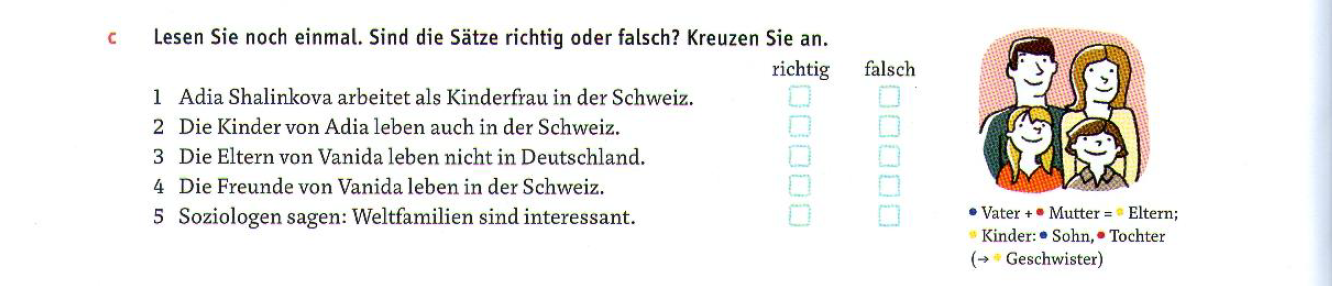 c Lesen Sie noch einmal. Sind die Sätze richtig oder falsch? Kreuzen Sie an.
richtig falsch
1 Adia Shalinkova arbeitet als Kinderfrau in der Schweiz.
2 Die Kinder von Adia leben auch in der Schweiz.
3 Die Eltern von Vanida leben nicht in Deutschland.
4 Die Freunde von Vanida leben in der Schweiz.
5 Soziologen sagen: Weltfamilien sind interessant.
• Vater + • Mutter = • Eltern;
• Kinder: • Sohn, • Tochter
(→ • Geschwister)